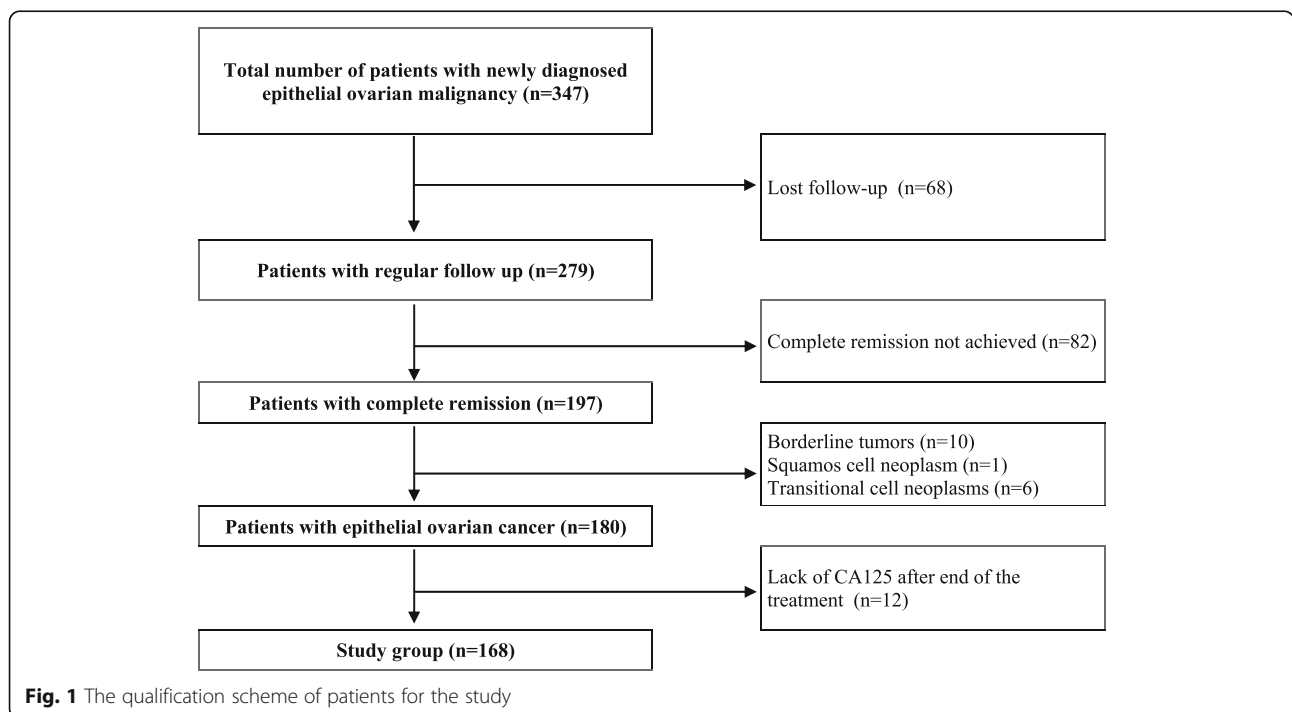 Total number of patients with newly diagnosed
epithelial ovarian malignancy (n=347)
Lost follow-up (n=68)
Patients with regular follow up (n=279)
Complete remission not achieved (n=82)
Patients with complete remission (n=197)
Borderline tumors (n=10)
Squamos cell neoplasm (n=1)
Transitional cell neoplasms (n=6)
Patients with epithelial ovarian cancer (n=180)
Lack of CA125 after end of the
treatment (n=12)
Study group (n=168)
Fig. 1 The qualification scheme of patients for the study